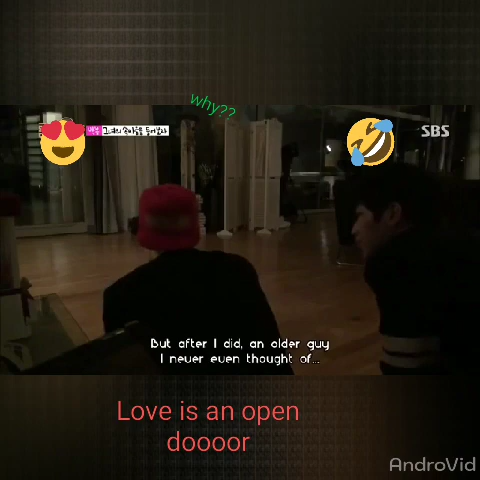 why??
SBS
But after I did, an older guy
I never even thought of...
Love is an open
doooor
AndroVid